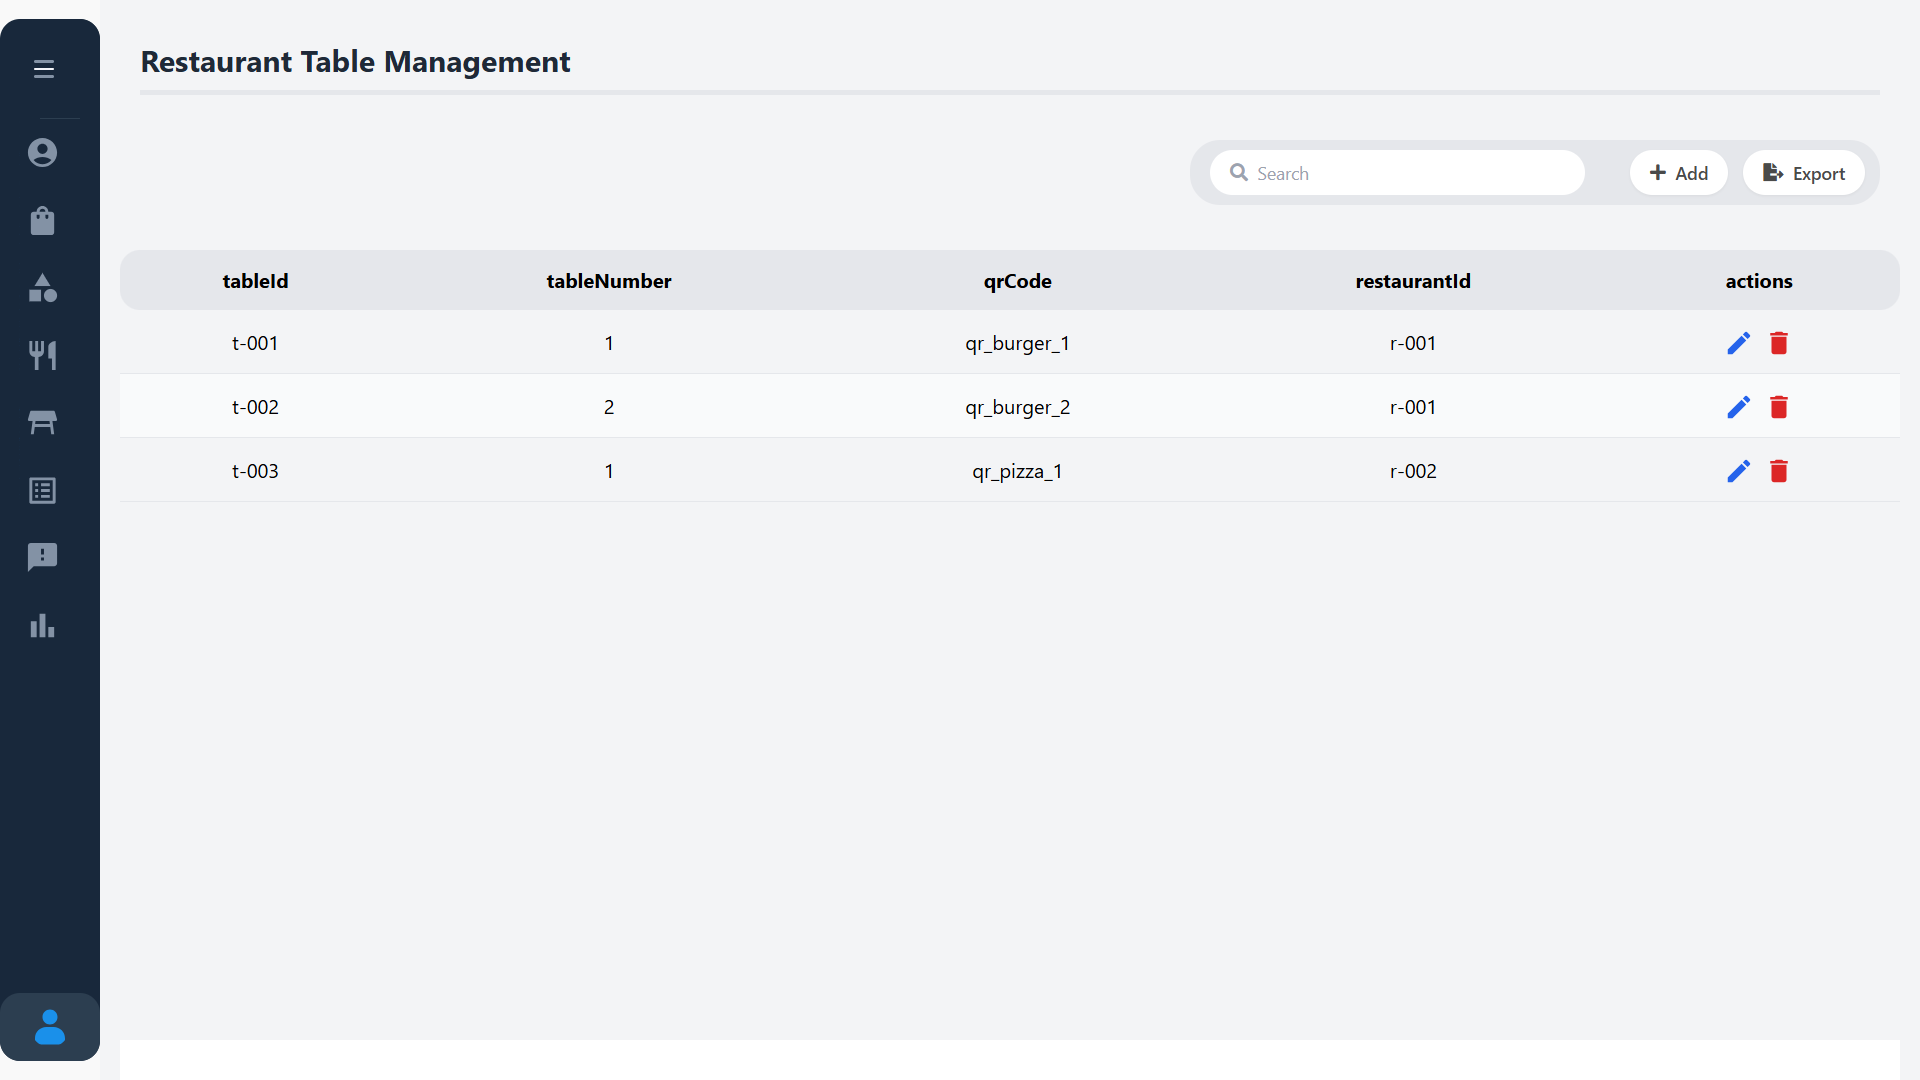 Restaurant Table Management
Search
Add
Export
tableId tableNumber qrCode restaurantId actions
t-001 1 qr_burger_1 r-001
t-002 2 qr_burger_2 r-001
t-003 1 qr_pizza_1 r-002